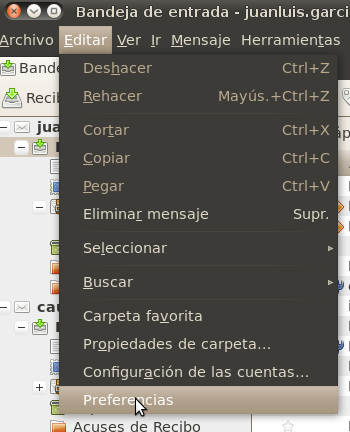 Bandeja de entrada - juanluis.garci
Archivo Editar Ver Ir Mensaje Herramientas
Deshacer Ctrl+Z
Rehacer Mayús.+Ctrl+Z
Cortar Ctrl+X
Copiar Ctrl+C
Pegar Ctrl+V
Eliminar mensaje Supr.
Seleccionar
Buscar
Carpeta favorita
Propiedades de carpeta...
Configuración de las cuentas...
Preferencias
Acuses de Recibo